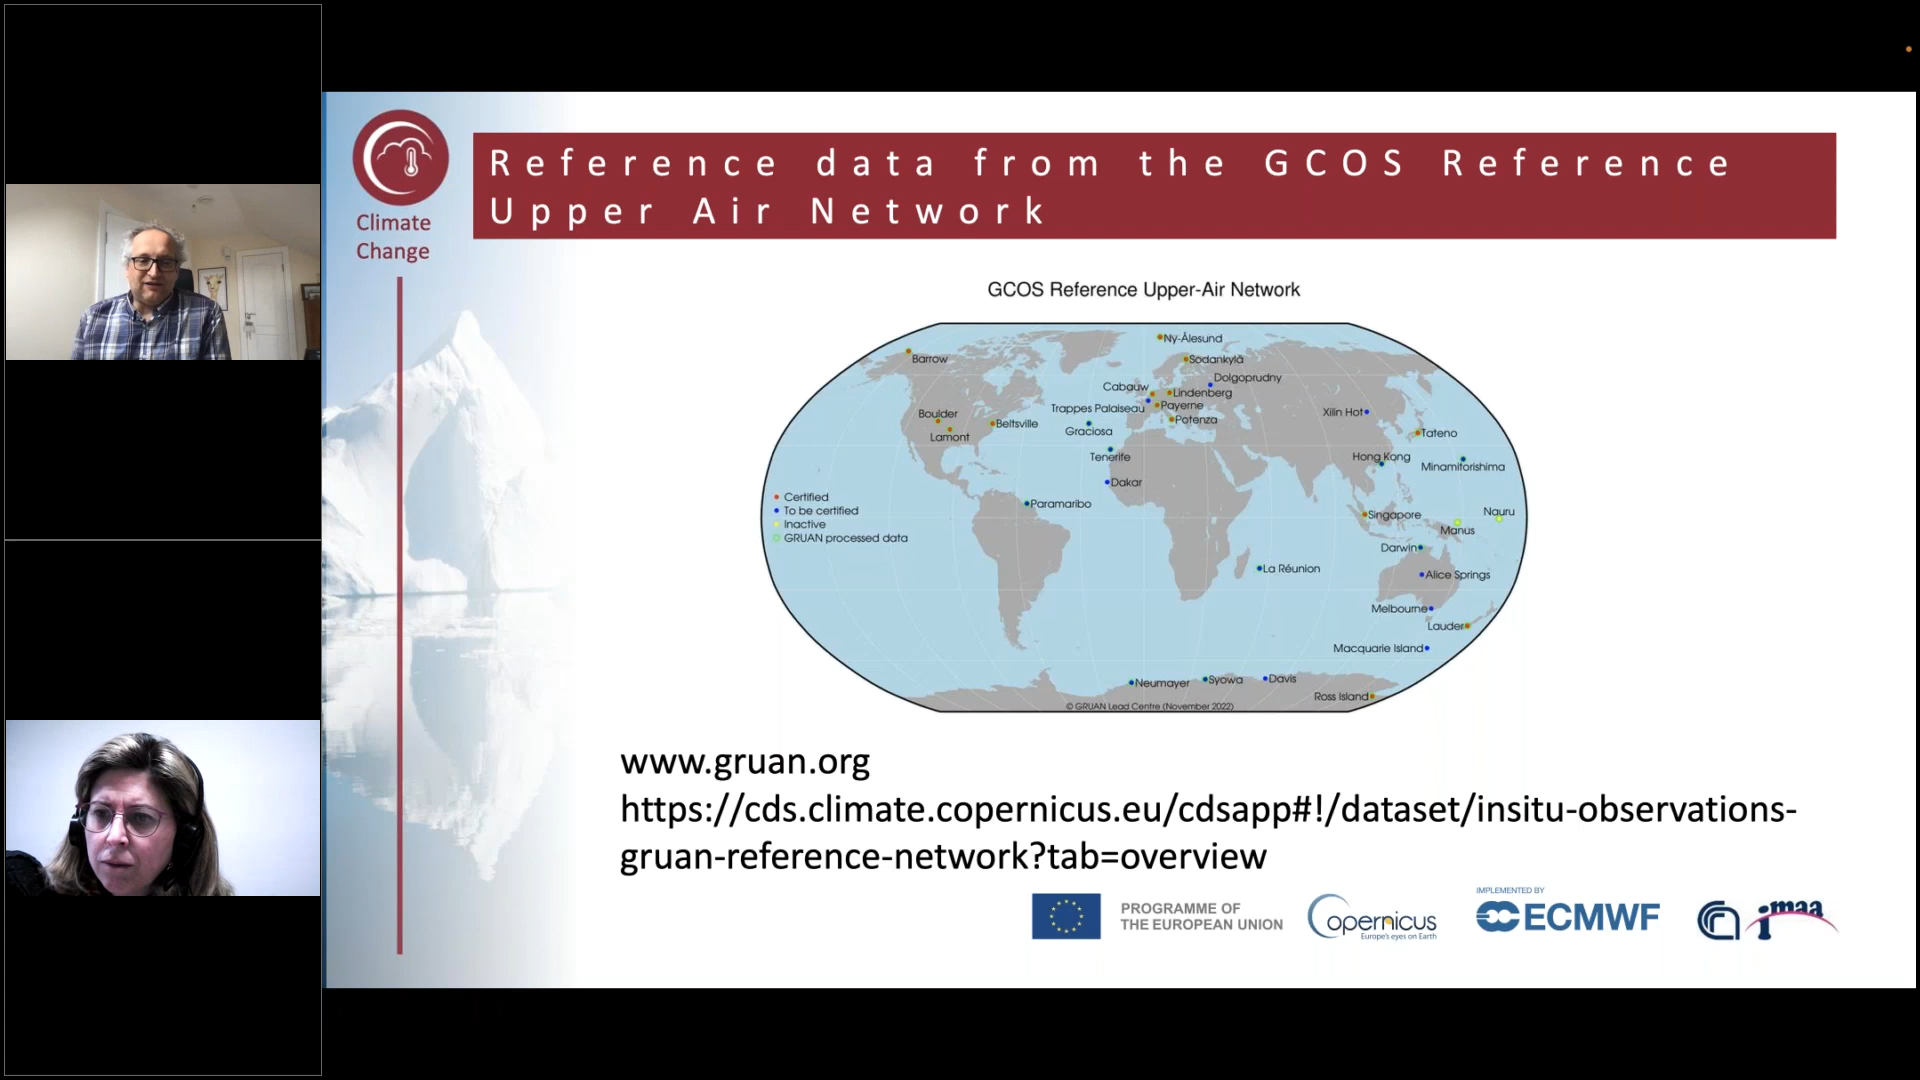 Climate
Change
Reference data from the GCOS Reference
Upper Air Network
GCOS Reference Upper-Air Network
Ny-Ålesund
Barrow
Sodankylä
Dolgoprudny
Cabauw
Lindenberg
Trappes Palaiseau
Payerne
Xilin Hot
Boulder
Potenza
Beltsville
Graciosa
Lamont
Tateno
Tenerife
Hong Kong
Minamitorishima
Dakar
Certified
Paramaribo
To be certified
Singapore
Nauru
Inactive
Manus
GRUAN processed data
Darwin
La Réunion
Alice Springs
Melbourne
Lauder
Macquarie Island
Neumayer
Syowa
Davis
Ross Island
© GRUAN Lead Centre (November 2022)
www.gruan.org
https://cds.climate.copernicus.eu/cdsapp#!/dataset/insitu-observations-
gruan-reference-network?tab=overview
PROGRAMME OF
THE EUROPEAN UNION
Copernicus
Europe's eyes on Earth
IMPLEMENTED BY
ECMWF
imaa